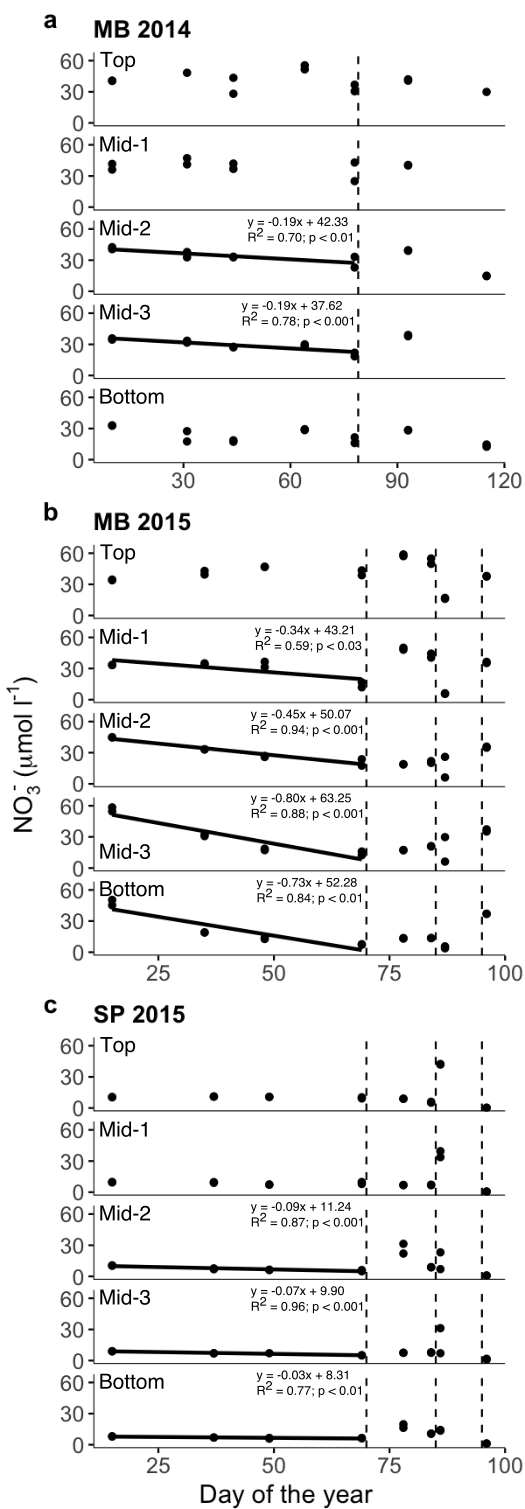 a
MB 2014
Top
60
30
0
Mid-1
60
30
0
y = -0.19x + 42.33
R² = 0.70; p < 0.01
Mid-2
60
30
0
y = -0.19x + 37.62
R² = 0.78; p < 0.001
Mid-3
60
30
0
Bottom
60
30
0
30 60 90 120
b
MB 2015
Top
60
30
0
y = -0.34x + 43.21
R² = 0.59; p < 0.03
Mid-1
60
30
0
y = -0.45x + 50.07
R² = 0.94; p < 0.001
Mid-2
60
30
0
y = -0.80x + 63.25
R² = 0.88; p < 0.001
60
30
Mid-3
0
y = -0.73x + 52.28
R² = 0.84; p < 0.01
Bottom
60
30
0
25 50 75 100
NO₃⁻ (μmol l⁻¹)
c
SP 2015
Top
60
30
0
Mid-1
60
30
0
y = -0.09x + 11.24
R² = 0.87; p < 0.001
Mid-2
60
30
0
y = -0.07x + 9.90
R² = 0.96; p < 0.001
Mid-3
60
30
0
y = -0.03x + 8.31
R² = 0.77; p < 0.01
Bottom
60
30
0
25 50 75 100
Day of the year